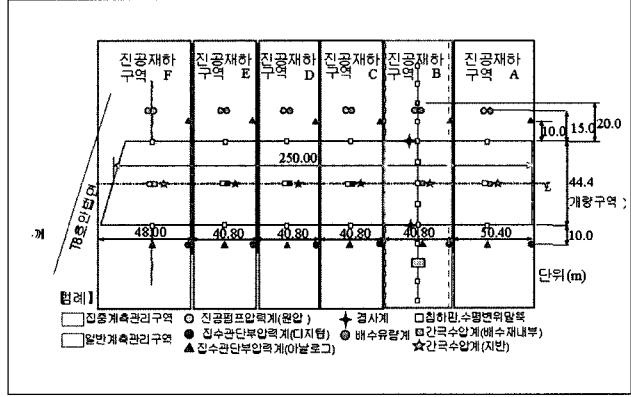 진공재하 진공재하 진공재하 진공재하 진공재하 진공재하
구역 F 구역 E 구역 D 구역 C 구역 B 구역 A
10.0 15.0 20.0
250.00
44.4
개량구역
48.00 40.80 40.80 40.80 40.80 50.40
10.0
단위(m)
[범례]
집중계측관리구역 진공펌프압력계(원압) 경사계 침하판,수평변위말뚝
집수관단부압력계(디지털) 배수유량계 간극수압계(배수재내부)
일반계측관리구역 집수관단부압력계(아날로그) 간극수압계(지반)